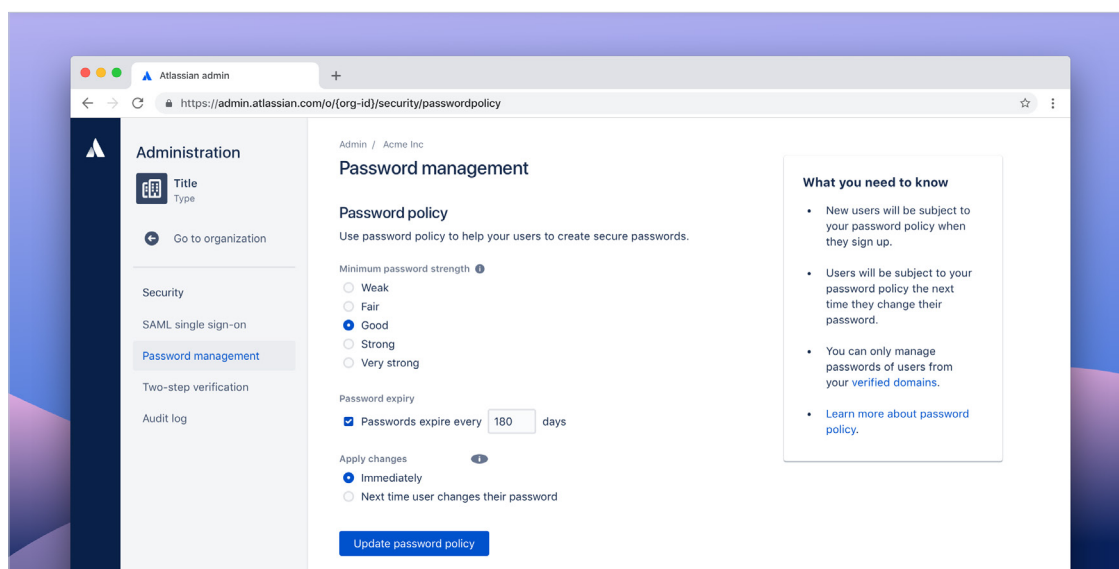 Atlassian admin
https://admin.atlassian.com/o/{org-id}/security/passwordpolicy
Administration
Title
Type
Go to organization
Security
SAML single sign-on
Password management
Two-step verification
Audit log
Admin / Acme Inc
Password management
Password policy
Use password policy to help your users to create secure passwords.
Minimum password strength
Weak
Fair
Good
Strong
Very strong
Password expiry
Passwords expire every 180 days
Apply changes
Immediately
Next time user changes their password
Update password policy
What you need to know
• New users will be subject to
your password policy when
they sign up.
• Users will be subject to your
password policy the next
time they change their
password.
• You can only manage
passwords of users from
your verified domains.
• Learn more about password
policy.